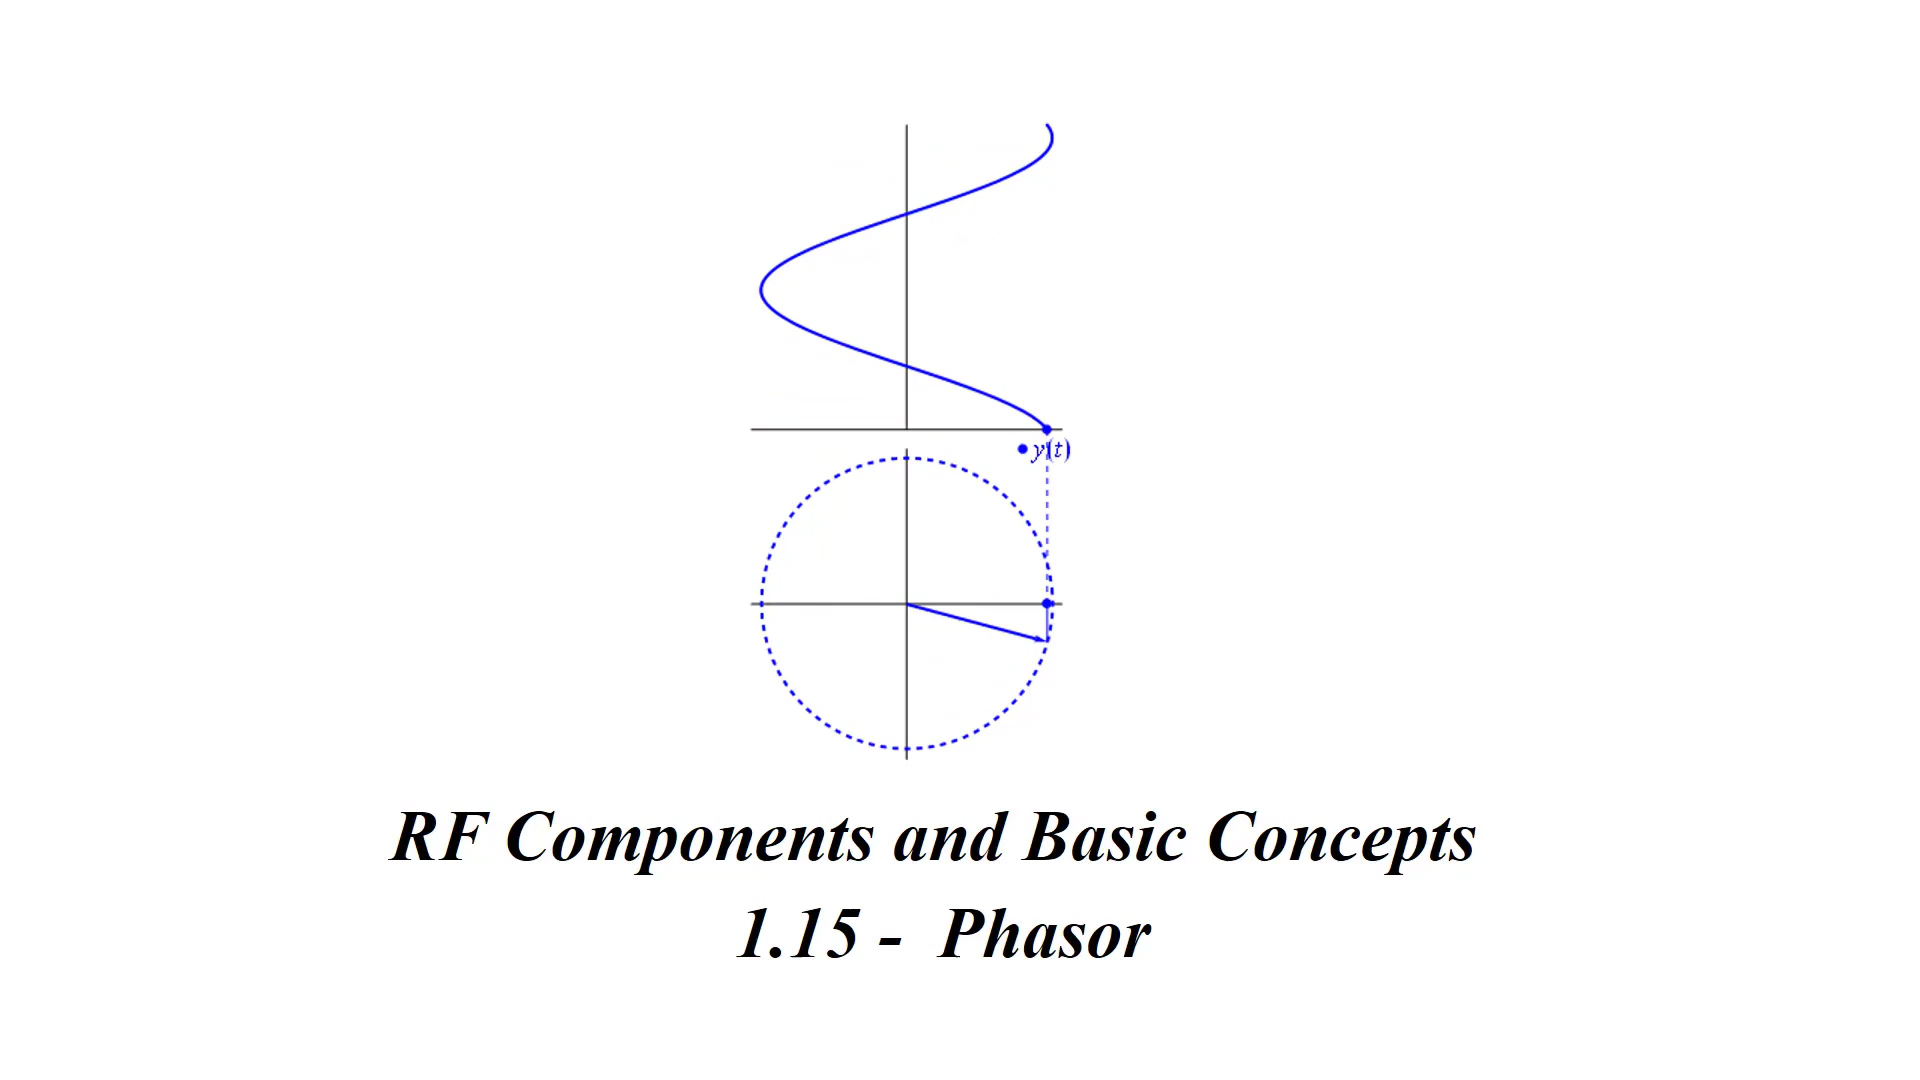 y(t)
RF Components and Basic Concepts
1.15 - Phasor